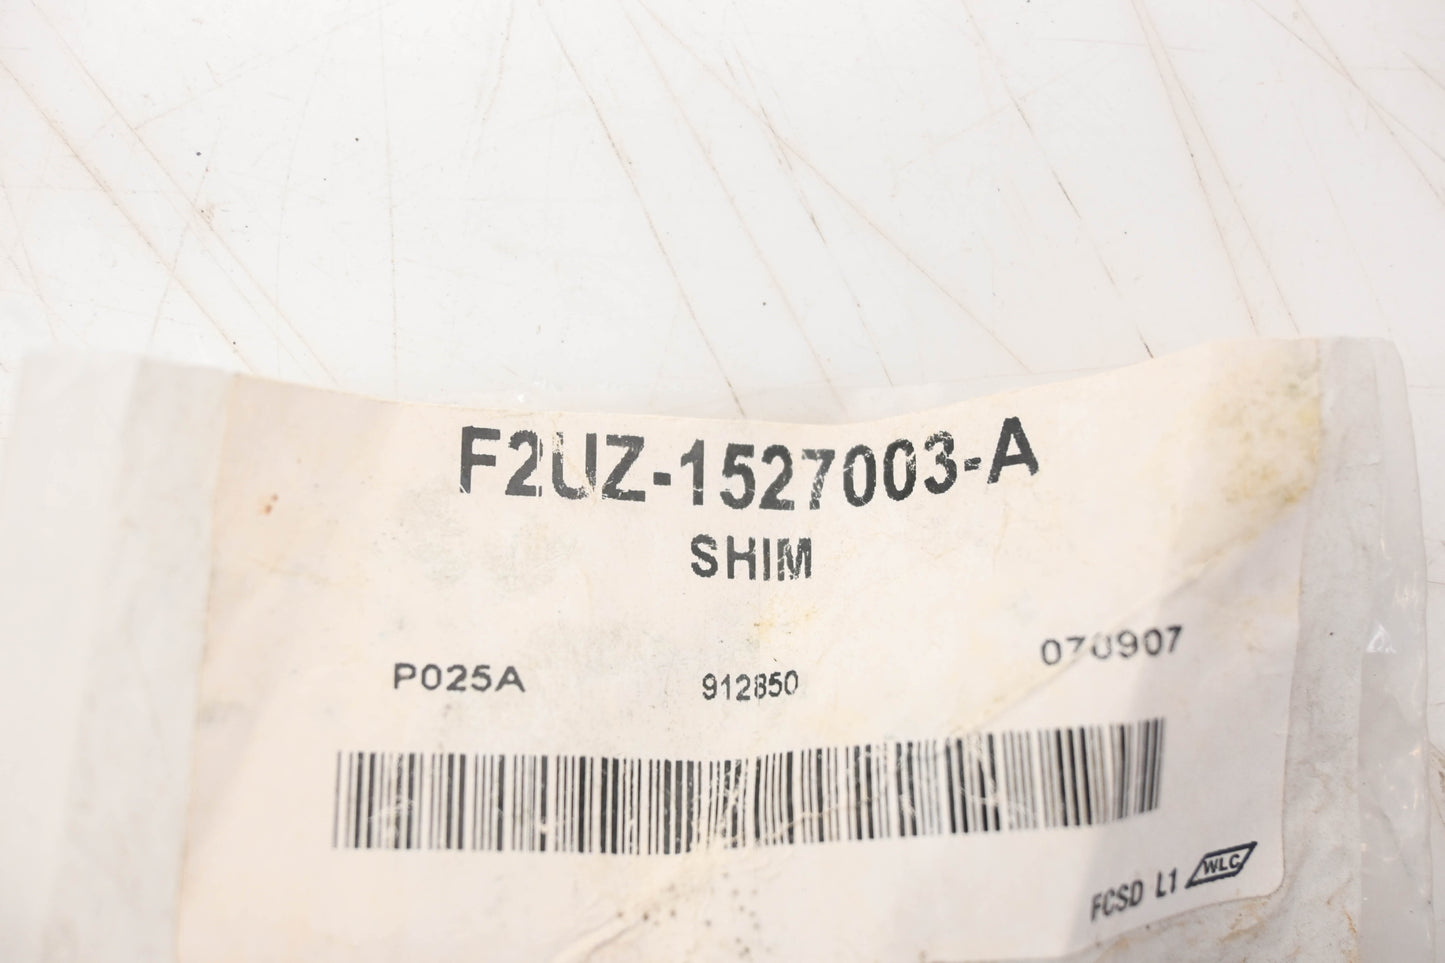 F2UZ-1527003-A
SHIM
P025A 912850 070907
FCSD L1 WLC